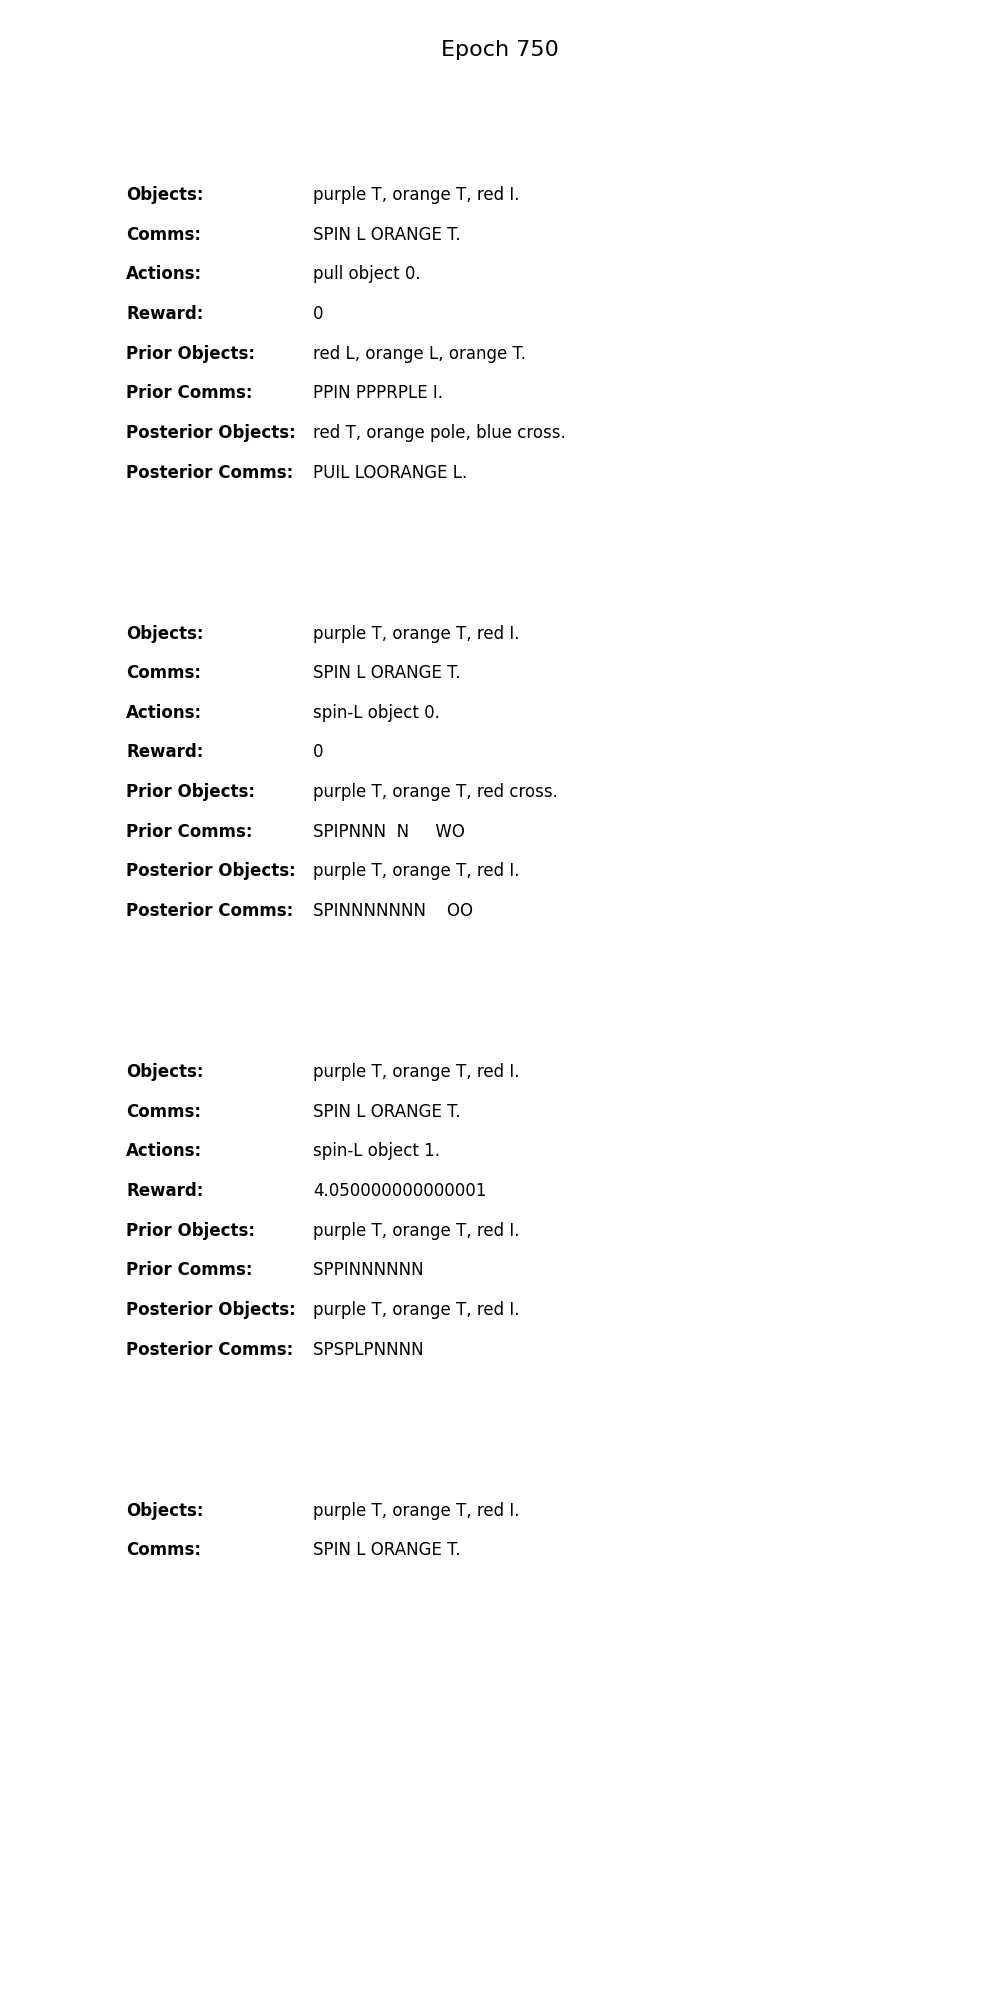 Epoch 750
Objects: purple T, orange T, red I.
Comms: SPIN L ORANGE T.
Actions: pull object 0.
Reward: 0
Prior Objects: red L, orange L, orange T.
Prior Comms: PPIN PPPRPLE I.
Posterior Objects: red T, orange pole, blue cross.
Posterior Comms: PUIL LOORANGE L.
Objects: purple T, orange T, red I.
Comms: SPIN L ORANGE T.
Actions: spin-L object 0.
Reward: 0
Prior Objects: purple T, orange T, red cross.
Prior Comms: SPIPNNN  N     WO
Posterior Objects: purple T, orange T, red I.
Posterior Comms: SPINNNNNNN    OO
Objects: purple T, orange T, red I.
Comms: SPIN L ORANGE T.
Actions: spin-L object 1.
Reward: 4.050000000000001
Prior Objects: purple T, orange T, red I.
Prior Comms: SPPINNNNNN
Posterior Objects: purple T, orange T, red I.
Posterior Comms: SPSPLPNNNN
Objects: purple T, orange T, red I.
Comms: SPIN L ORANGE T.